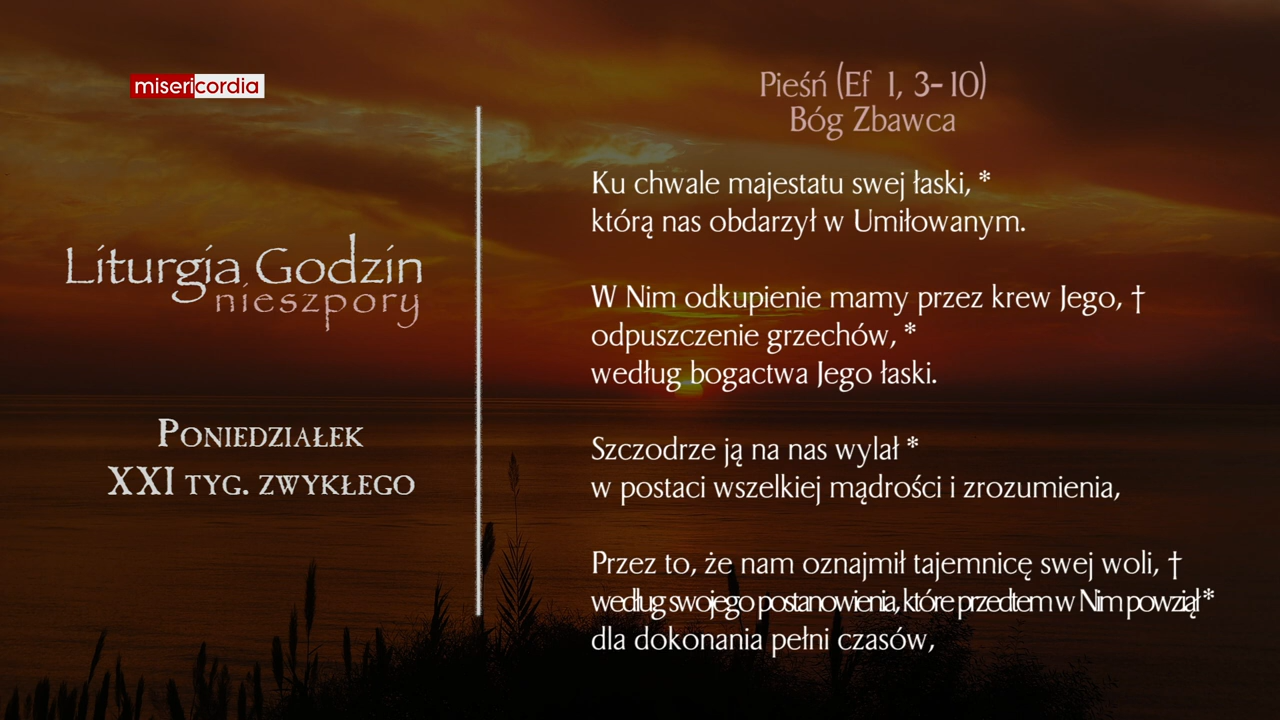 misericordia
Liturgia Godzin
nieszpory
Poniedziałek
XXI tyg. zwykłego
Pieśń (Ef 1, 3-10)
Bóg Zbawca
Ku chwale majestatu swej łaski, *
którą nas obdarzył w Umiłowanym.
W Nim odkupienie mamy przez krew Jego, †
odpuszczenie grzechów, *
według bogactwa Jego łaski.
Szczodrze ją na nas wylał *
w postaci wszelkiej mądrości i zrozumienia,
Przez to, że nam oznajmił tajemnicę swej woli, †
według swojego postanowienia, które przedtem w Nim powziął *
dla dokonania pełni czasów,